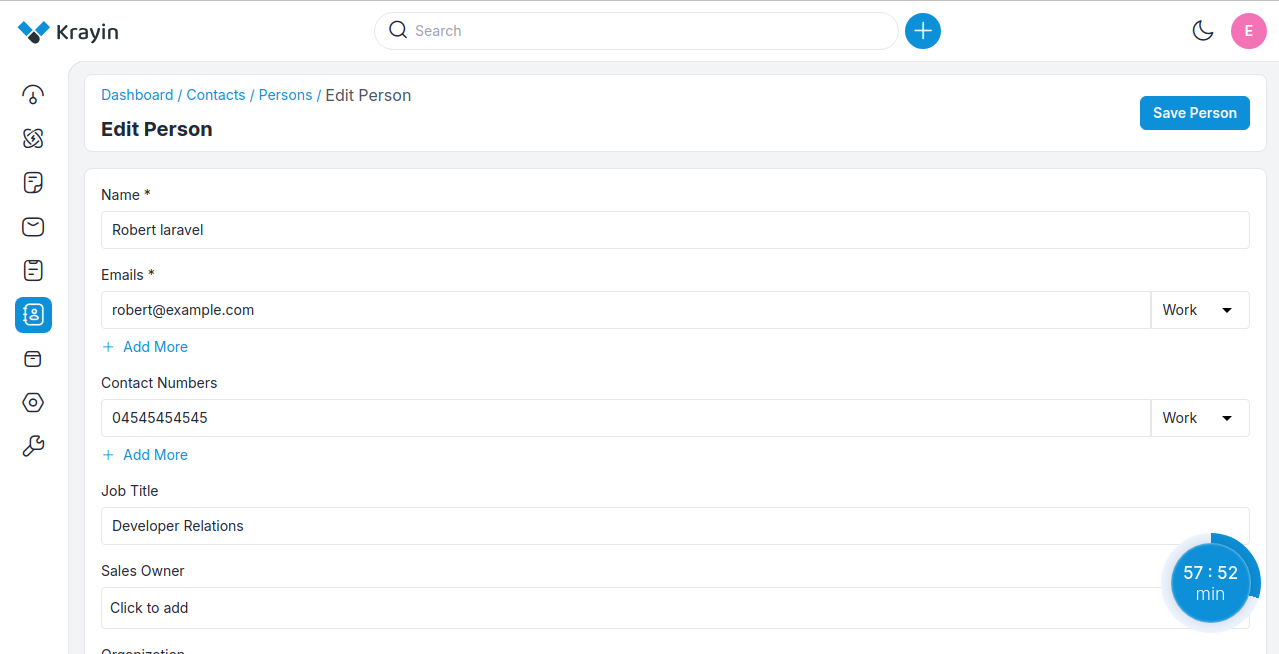 Krayin
Search
E
Dashboard / Contacts / Persons / Edit Person
Edit Person
Save Person
Name *
Robert laravel
Emails *
robert@example.com
Work
+ Add More
Contact Numbers
04545454545
Work
+ Add More
Job Title
Developer Relations
Sales Owner
Click to add
57 : 52
min
Organization